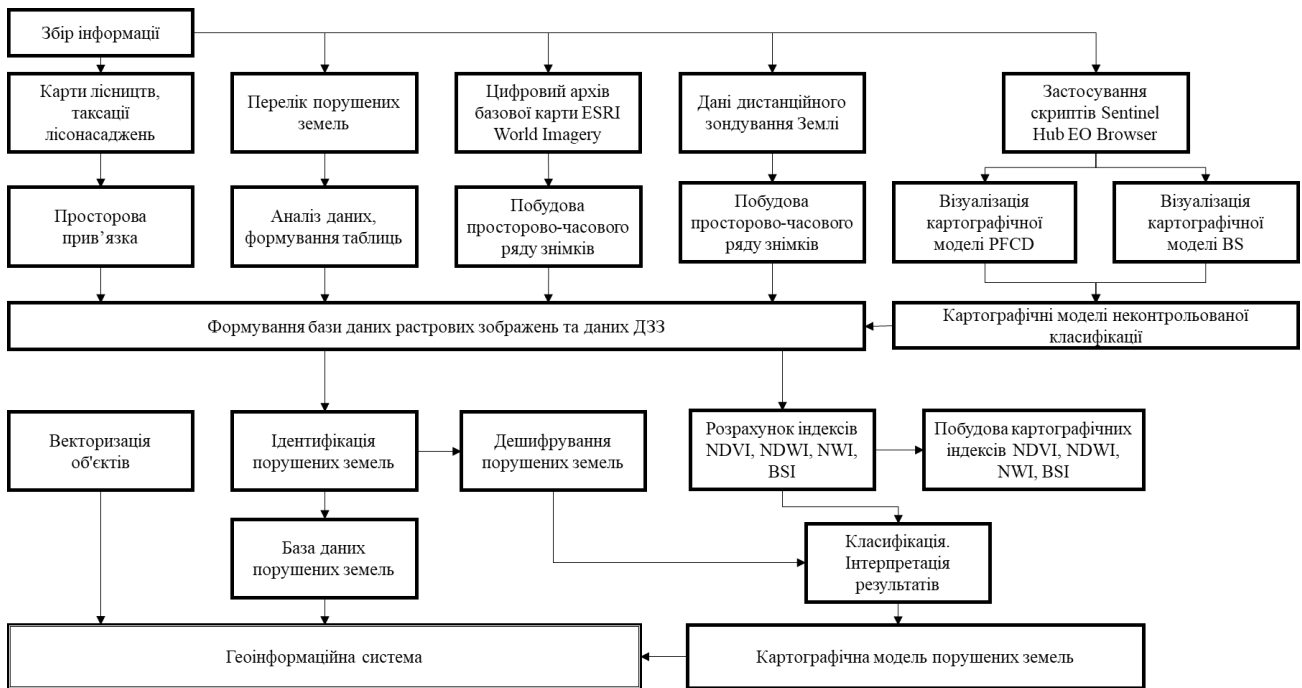 Збір інформації
Карти лісництв,
таксації
лісонасаджень
Перелік порушених
земель
Цифровий архів
базової карти ESRI
World Imagery
Дані дистанційного
зондування Землі
Застосування
скриптів Sentinel
Hub EO Browser
Просторова
прив’язка
Аналіз даних,
формування таблиць
Побудова
просторово-часового
ряду знімків
Побудова
просторово-часового
ряду знімків
Візуалізація
картографічної
моделі PFCD
Візуалізація
картографічної
моделі BS
Формування бази даних растрових зображень та даних ДЗЗ
Картографічні моделі неконтрольованої
класифікації
Векторизація
об'єктів
Ідентифікація
порушених земель
Дешифрування
порушених земель
Розрахунок індексів
NDVI, NDWI, NWI,
BSI
Побудова картографічних
індексів NDVI, NDWI,
NWI, BSI
База даних
порушених земель
Класифікація.
Інтерпретація
результатів
Геоінформаційна система
Картографічна модель порушених земель